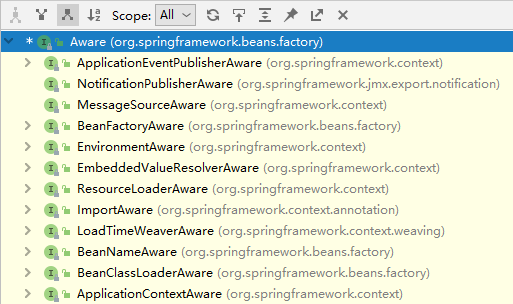 Scope: All
* Aware (org.springframework.beans.factory)
ApplicationEventPublisherAware (org.springframework.context)
NotificationPublisherAware (org.springframework.jmx.export.notification)
MessageSourceAware (org.springframework.context)
BeanFactoryAware (org.springframework.beans.factory)
EnvironmentAware (org.springframework.context)
EmbeddedValueResolverAware (org.springframework.context)
ResourceLoaderAware (org.springframework.context)
ImportAware (org.springframework.context.annotation)
LoadTimeWeaverAware (org.springframework.context.weaving)
BeanNameAware (org.springframework.beans.factory)
BeanClassLoaderAware (org.springframework.beans.factory)
ApplicationContextAware (org.springframework.context)